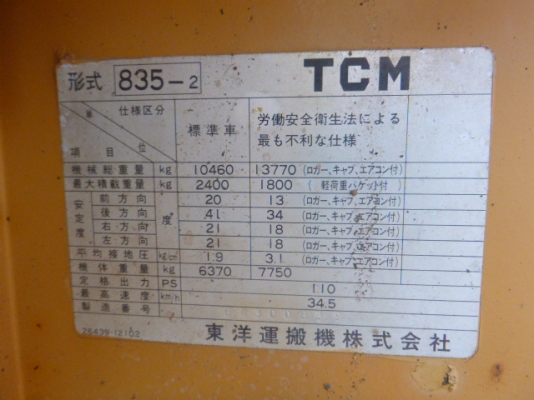 形式 835-2 TCM
仕様区分 標準車 労働安全衛生法による
最も不利な仕様
項目 単位
機械総重量 kg 10460 13770 (ロガー、キャブ、エアコン付)
最大積載重量 kg 2400 1800 (軽荷重バケット付)
安定度 前方向 度 20 13 (ロガー、キャブ、エアコン付)
後方向 41 34 (ロガー、キャブ、エアコン付)
右方向 21 18 (ロガー、キャブ、エアコン付)
左方向 21 18 (ロガー、キャブ、エアコン付)
平均接地圧 kg/cm² 1.9 3.1 (ロガー、キャブ、エアコン付)
機体重量 kg 6370 7750
定格出力 PS 110
最高速度 km/h 34.5
製造番号
26439-12102 東洋運搬機株式会社